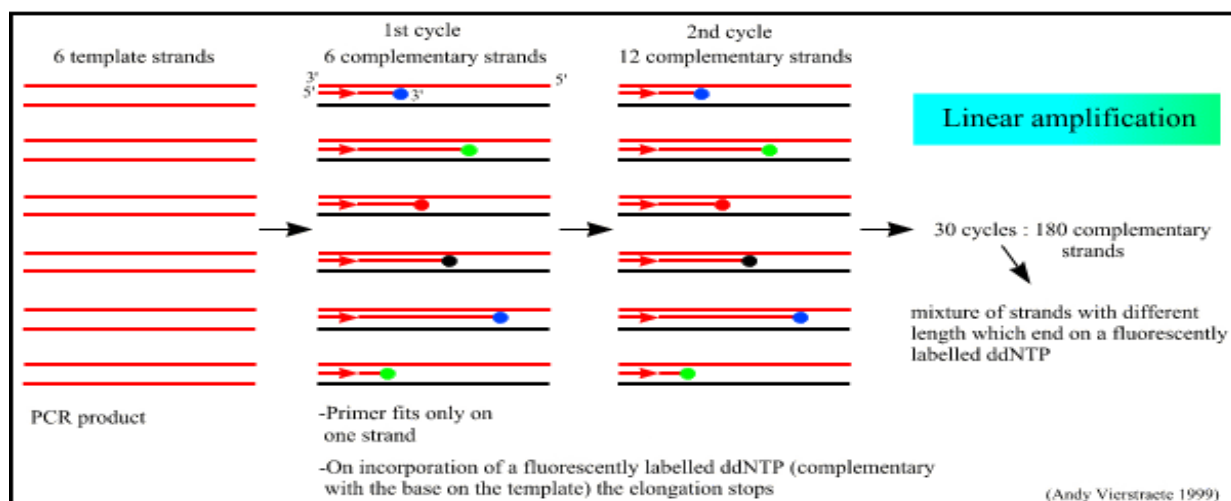 6 template strands
1st cycle
6 complementary strands
2nd cycle
12 complementary strands
3'
5'
5'
3'
Linear amplification
30 cycles : 180 complementary
strands
mixture of strands with different
length which end on a fluorescently
labelled ddNTP
PCR product
-Primer fits only on
one strand
-On incorporation of a fluorescently labelled ddNTP (complementary
with the base on the template) the elongation stops
(Andy Vierstraete 1999)